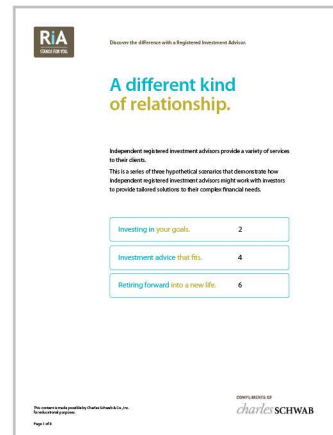 RiA
STANDS FOR YOU.
Discover the difference with a Registered Investment Advisor.
A different kind
of relationship.
Independent registered investment advisors provide a variety of services
to their clients.
This is a series of three hypothetical scenarios that demonstrate how
independent registered investment advisors might work with investors
to provide tailored solutions to their complex financial needs.
Investing in your goals. 2
Investment advice that fits. 4
Retiring forward into a new life. 6
COMPLIMENTS OF
charles SCHWAB
This content is made possible by Charles Schwab & Co., Inc.
for educational purposes.
Page 1 of 8